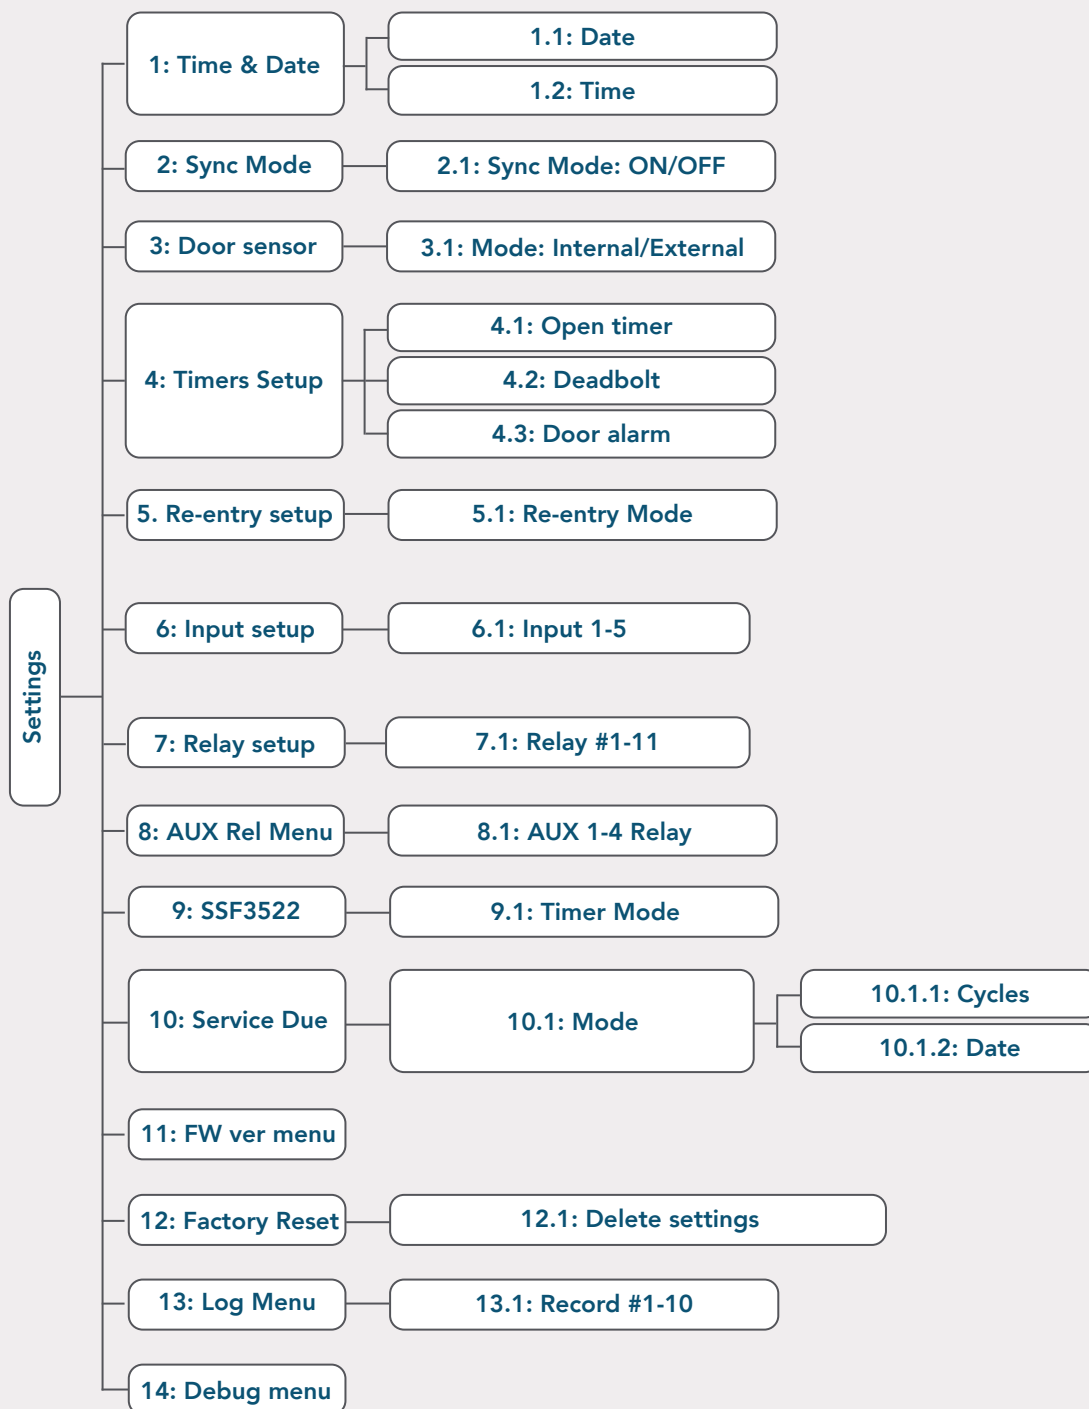 Settings
1: Time & Date
1.1: Date
1.2: Time
2: Sync Mode
2.1: Sync Mode: ON/OFF
3: Door sensor
3.1: Mode: Internal/External
4: Timers Setup
4.1: Open timer
4.2: Deadbolt
4.3: Door alarm
5. Re-entry setup
5.1: Re-entry Mode
6: Input setup
6.1: Input 1-5
7: Relay setup
7.1: Relay #1-11
8: AUX Rel Menu
8.1: AUX 1-4 Relay
9: SSF3522
9.1: Timer Mode
10: Service Due
10.1: Mode
10.1.1: Cycles
10.1.2: Date
11: FW ver menu
12: Factory Reset
12.1: Delete settings
13: Log Menu
13.1: Record #1-10
14: Debug menu